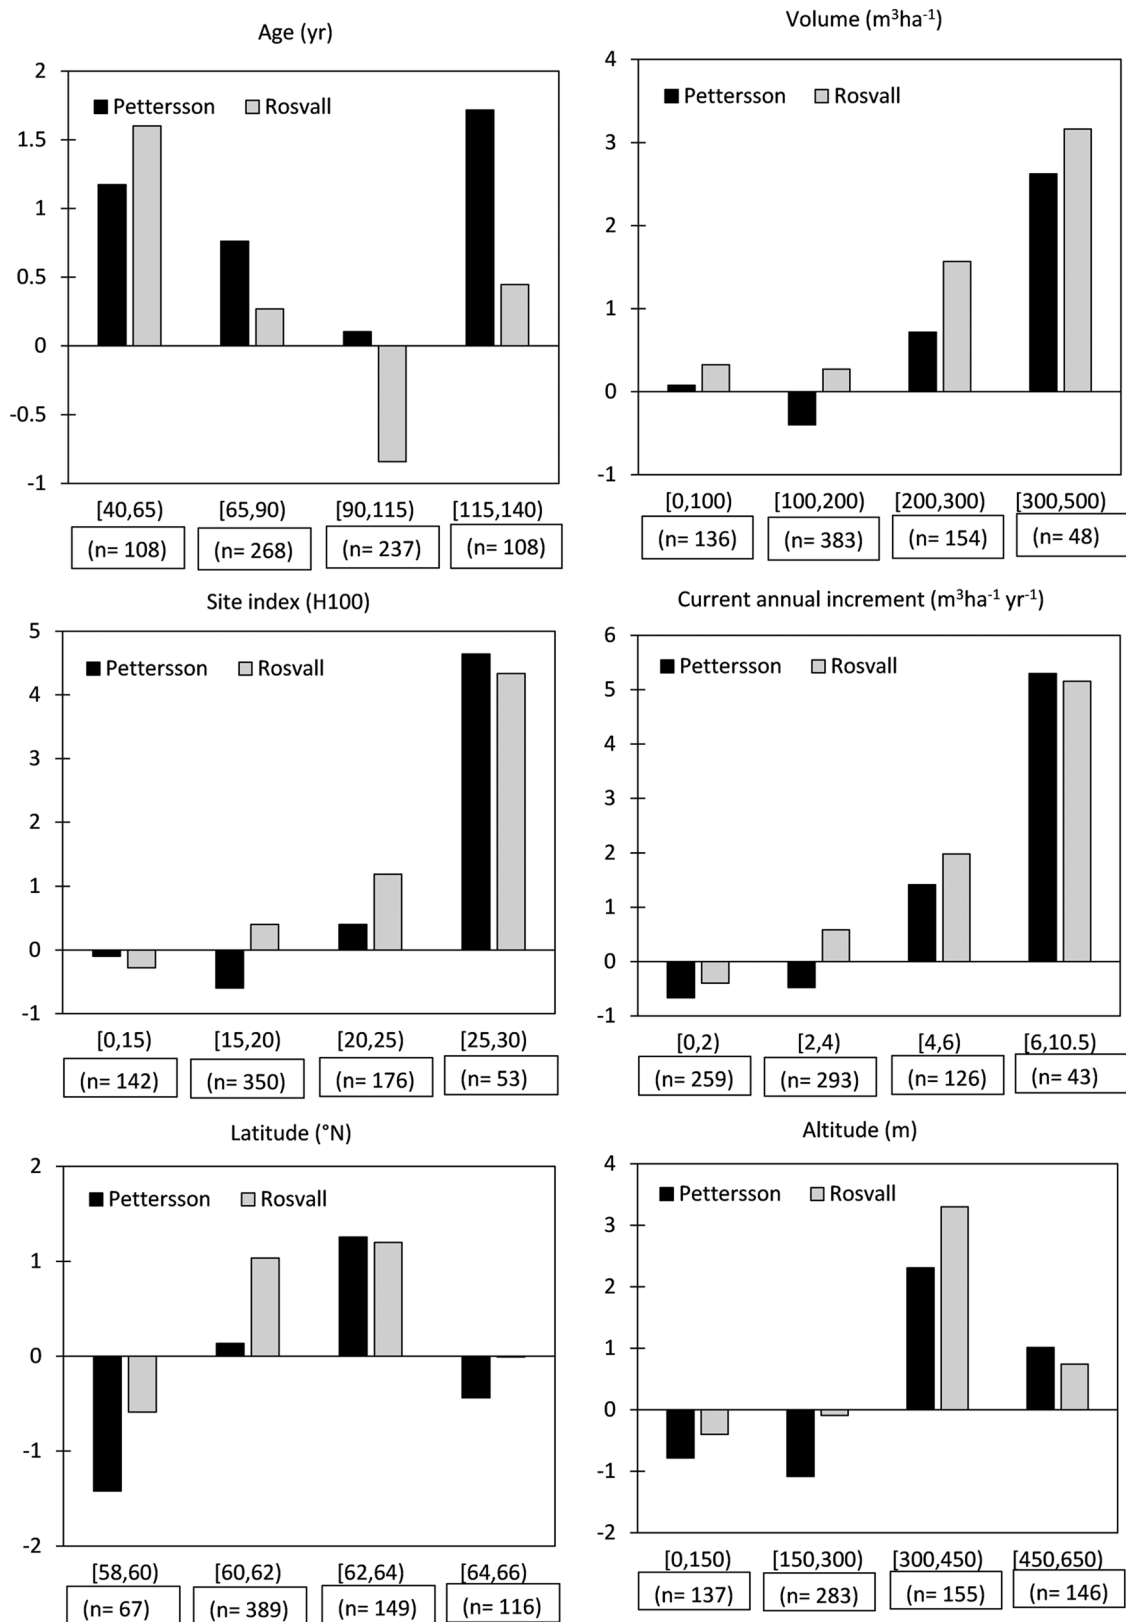 Age (yr)
2
1.5
1
0.5
0
-0.5
-1
Pettersson Rosvall
[40,65) [65,90) [90,115) [115,140)
(n= 108) (n= 268) (n= 237) (n= 108)
Volume (m³ha⁻¹)
4
3
2
1
0
-1
Pettersson Rosvall
[0,100) [100,200) [200,300) [300,500)
(n= 136) (n= 383) (n= 154) (n= 48)
Site index (H100)
5
4
3
2
1
0
-1
Pettersson Rosvall
[0,15) [15,20) [20,25) [25,30)
(n= 142) (n= 350) (n= 176) (n= 53)
Current annual increment (m³ha⁻¹ yr⁻¹)
6
5
4
3
2
1
0
-1
Pettersson Rosvall
[0,2) [2,4) [4,6) [6,10.5)
(n= 259) (n= 293) (n= 126) (n= 43)
Latitude (°N)
2
1
0
-1
-2
Pettersson Rosvall
[58,60) [60,62) [62,64) [64,66)
(n= 67) (n= 389) (n= 149) (n= 116)
Altitude (m)
4
3
2
1
0
-1
-2
Pettersson Rosvall
[0,150) [150,300) [300,450) [450,650)
(n= 137) (n= 283) (n= 155) (n= 146)